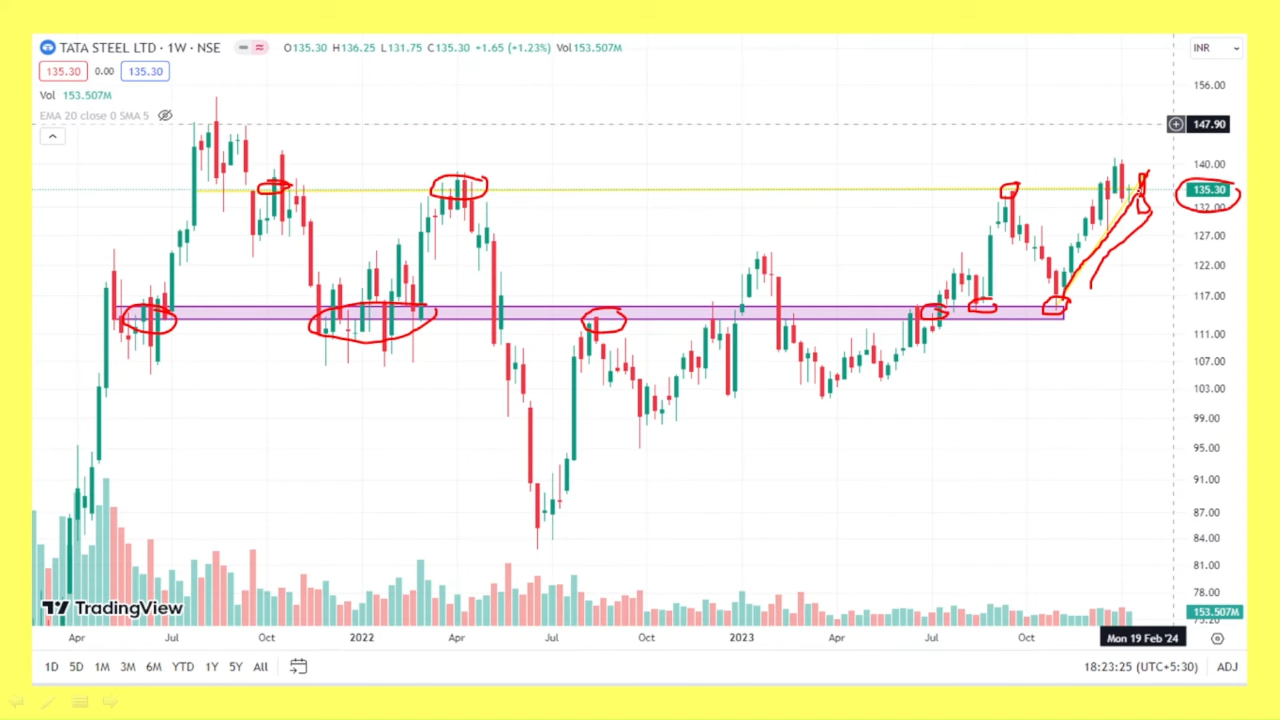 TATA STEEL LTD · 1W · NSE O135.30 H136.25 L131.75 C135.30 +1.65 (+1.23%) Vol153.507M INR
135.30 0.00 135.30
Vol 153.507M
EMA 20 close 0 SMA 5
156.00
147.90
140.00
135.30
132.00
127.00
122.00
117.00
111.00
107.00
103.00
99.00
95.00
91.00
87.00
84.00
81.00
78.00
153.507M
75.20
TradingView
Apr Jul Oct 2022 Apr Jul Oct 2023 Apr Jul Oct Mon 19 Feb '24
1D 5D 1M 3M 6M YTD 1Y 5Y All 18:23:25 (UTC+5:30) ADJ